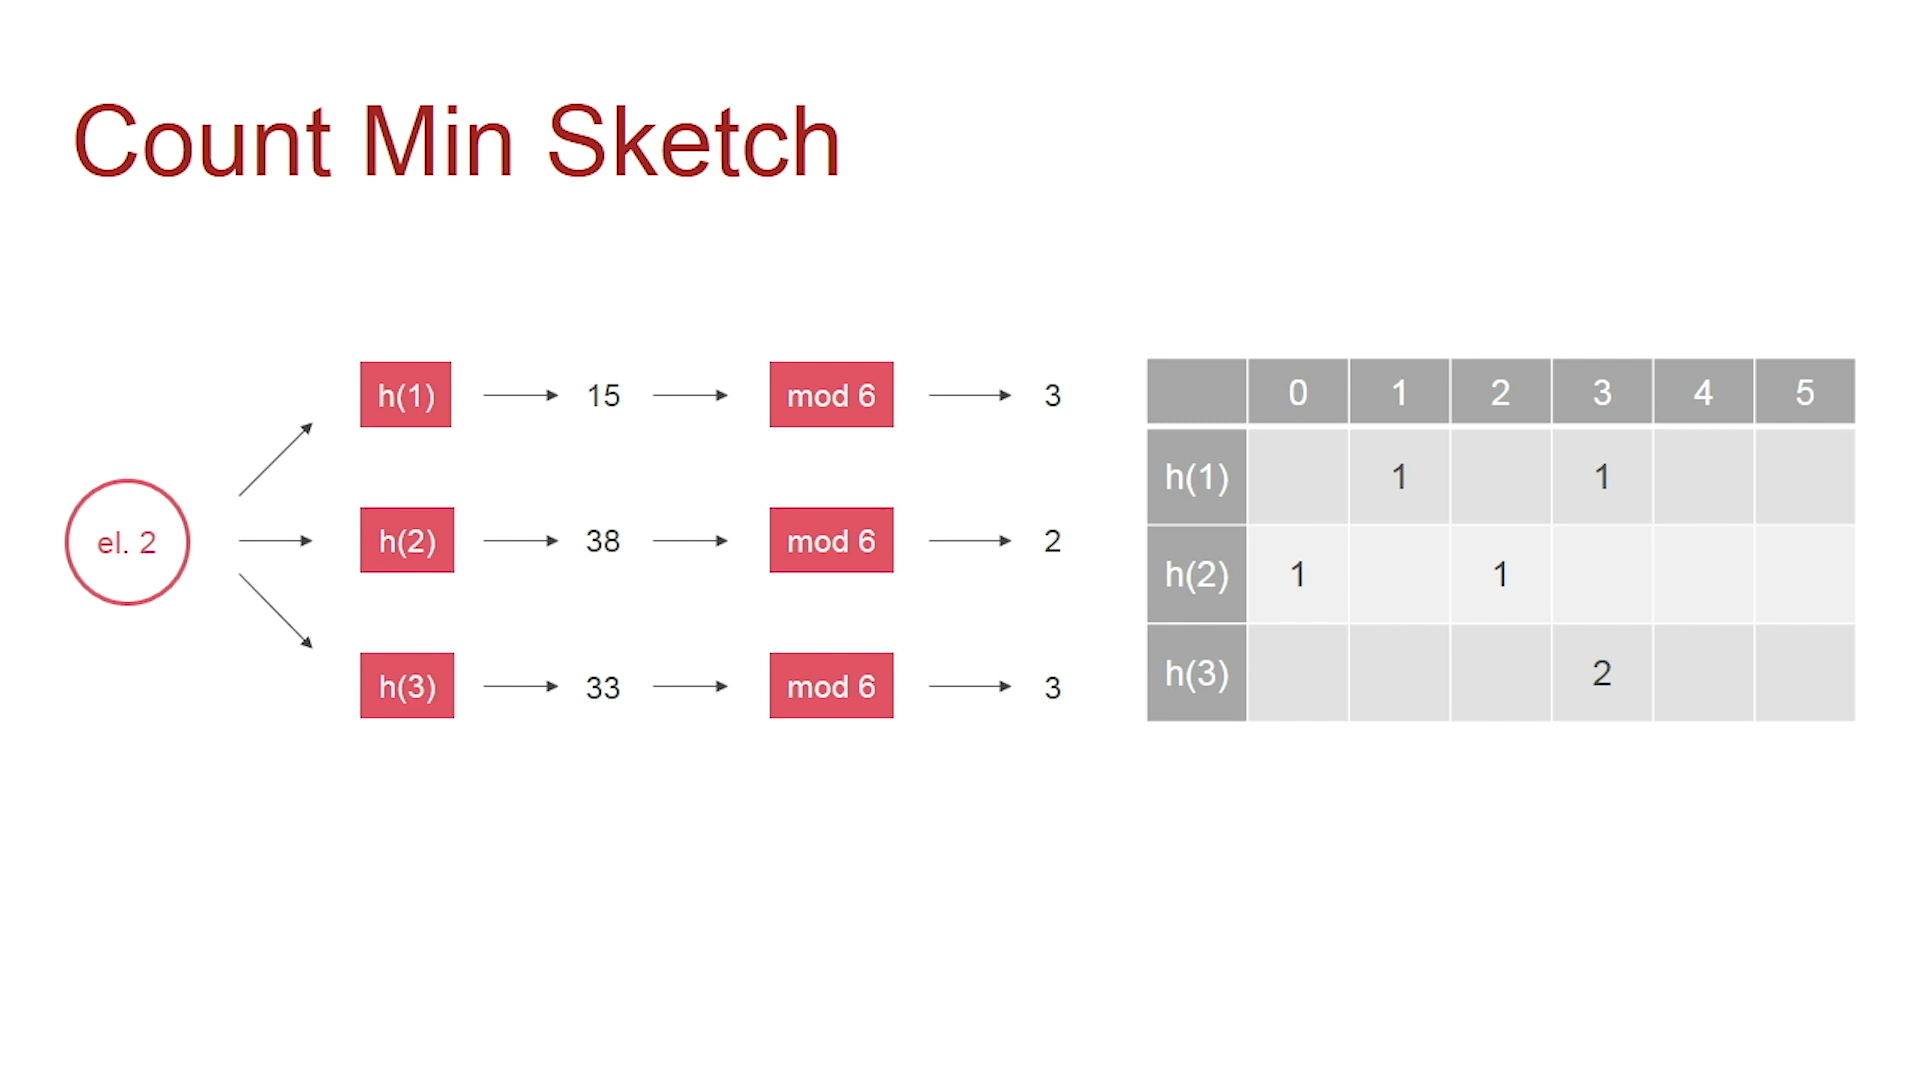 Count Min Sketch
el. 2
h(1) 15 mod 6 3
h(2) 38 mod 6 2
h(3) 33 mod 6 3
0 1 2 3 4 5
h(1) 1 1
h(2) 1 1
h(3) 2